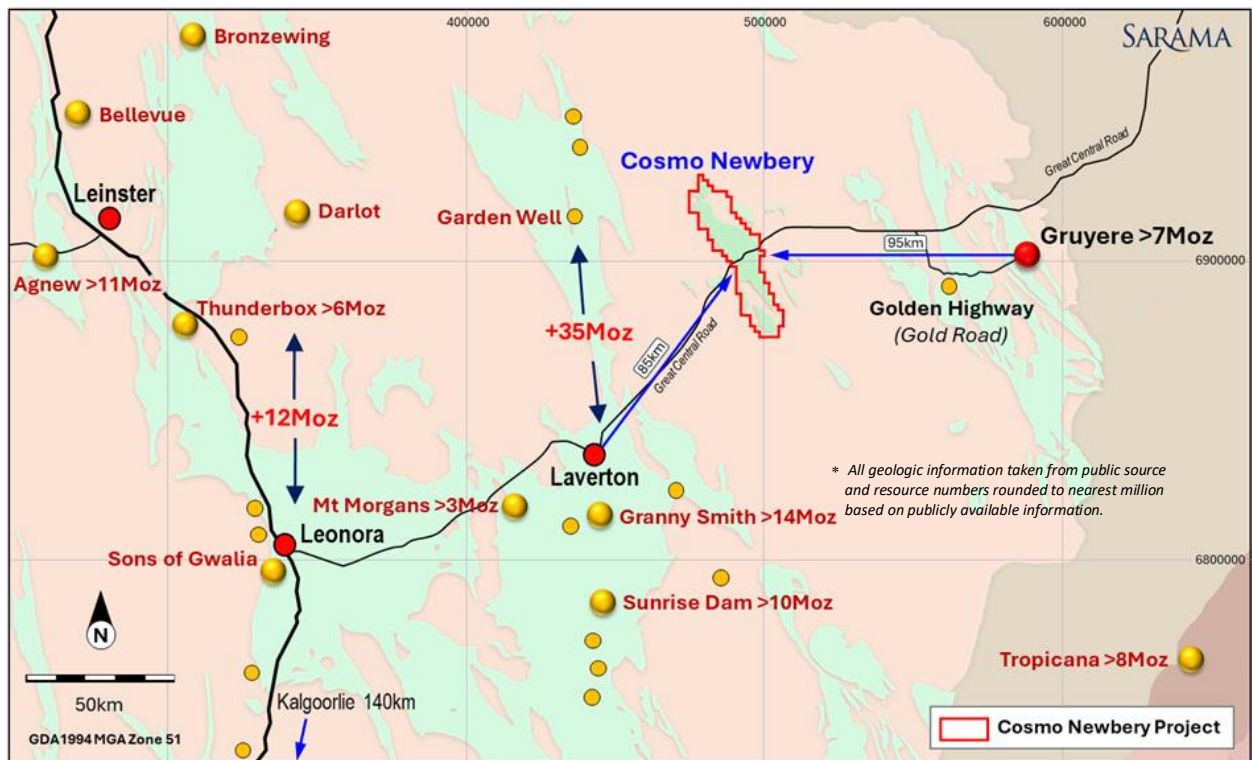 400000
500000
600000
SARAMA
Bronzewing
Bellevue
Cosmo Newbery
Great Central Road
Leinster
Darlot
Garden Well
95km
Gruyere >7Moz
6900000
Agnew >11Moz
Thunderbox >6Moz
Golden Highway
(Gold Road)
+35Moz
85km
Great Central Road
+12Moz
Laverton
* All geologic information taken from public source
and resource numbers rounded to nearest million
based on publicly available information.
Mt Morgans >3Moz
Granny Smith >14Moz
Leonora
Sons of Gwalia
6800000
Sunrise Dam >10Moz
N
Tropicana >8Moz
50km
Kalgoorlie 140km
GDA1994 MGA Zone 51
Cosmo Newbery Project